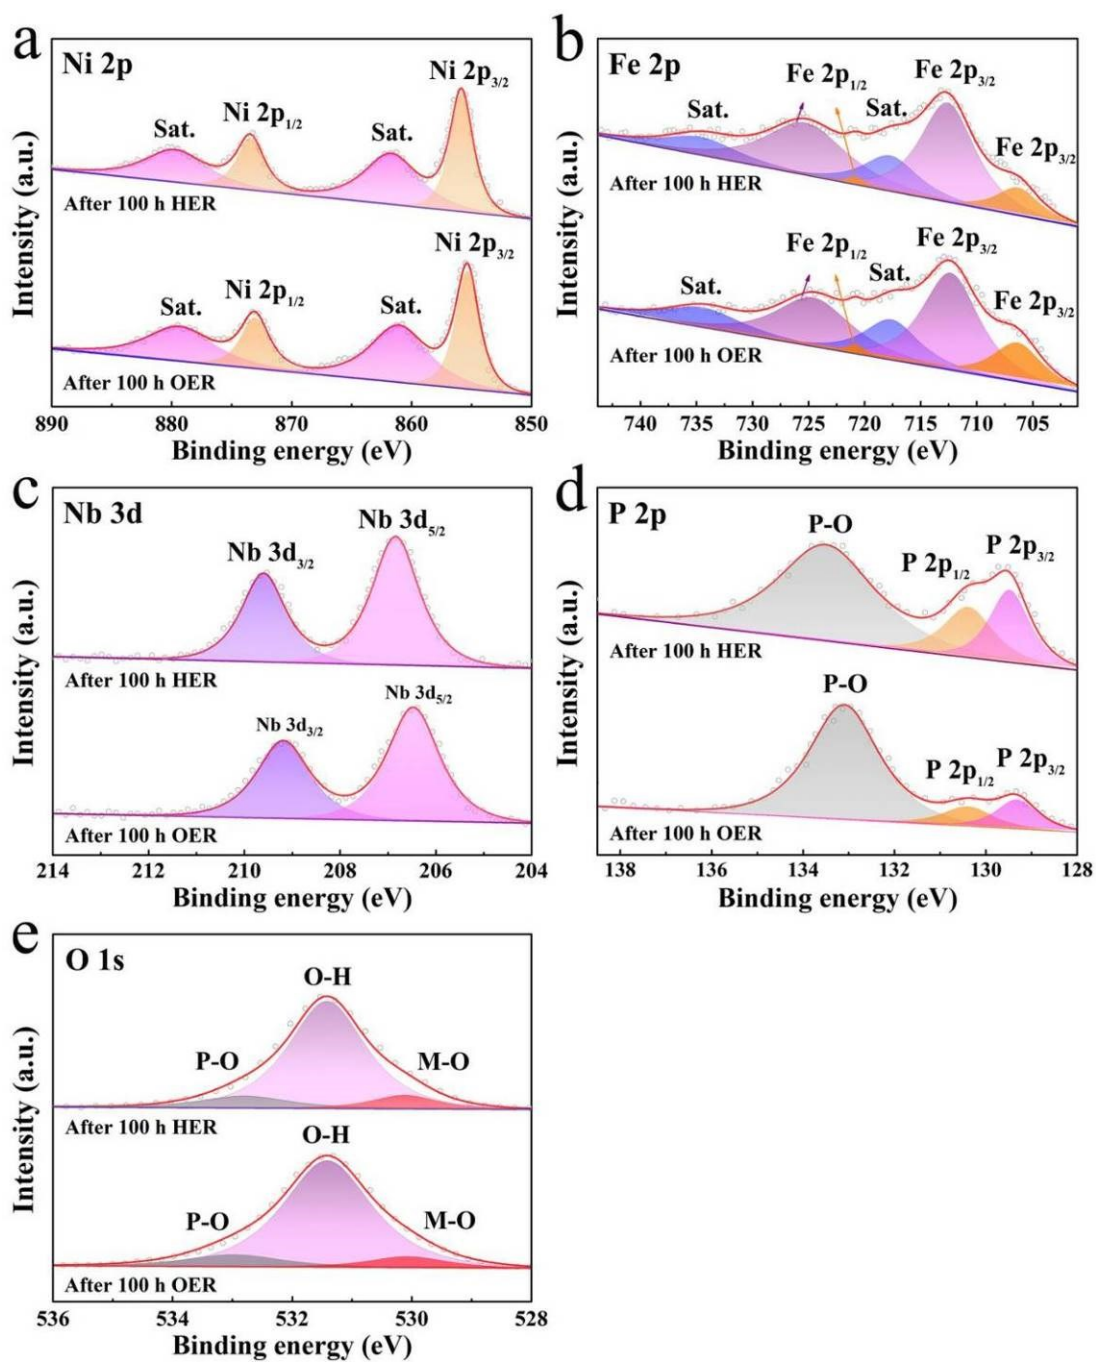 a
Ni 2p
Intensity (a.u.)
Sat.
Ni 2p1/2
Sat.
Ni 2p3/2
After 100 h HER
Sat.
Ni 2p1/2
Sat.
Ni 2p3/2
After 100 h OER
890 880 870 860 850
Binding energy (eV)
b
Fe 2p
Intensity (a.u.)
Sat.
Fe 2p1/2
Sat.
Fe 2p3/2
Fe 2p3/2
After 100 h HER
Sat.
Fe 2p1/2
Sat.
Fe 2p3/2
Fe 2p3/2
After 100 h OER
740 735 730 725 720 715 710 705
Binding energy (eV)
c
Nb 3d
Intensity (a.u.)
Nb 3d3/2
Nb 3d5/2
After 100 h HER
Nb 3d3/2
Nb 3d5/2
After 100 h OER
214 212 210 208 206 204
Binding energy (eV)
d
P 2p
Intensity (a.u.)
P-O
P 2p1/2
P 2p3/2
After 100 h HER
P-O
P 2p1/2
P 2p3/2
After 100 h OER
138 136 134 132 130 128
Binding energy (eV)
e
O 1s
Intensity (a.u.)
P-O
O-H
M-O
After 100 h HER
P-O
O-H
M-O
After 100 h OER
536 534 532 530 528
Binding energy (eV)